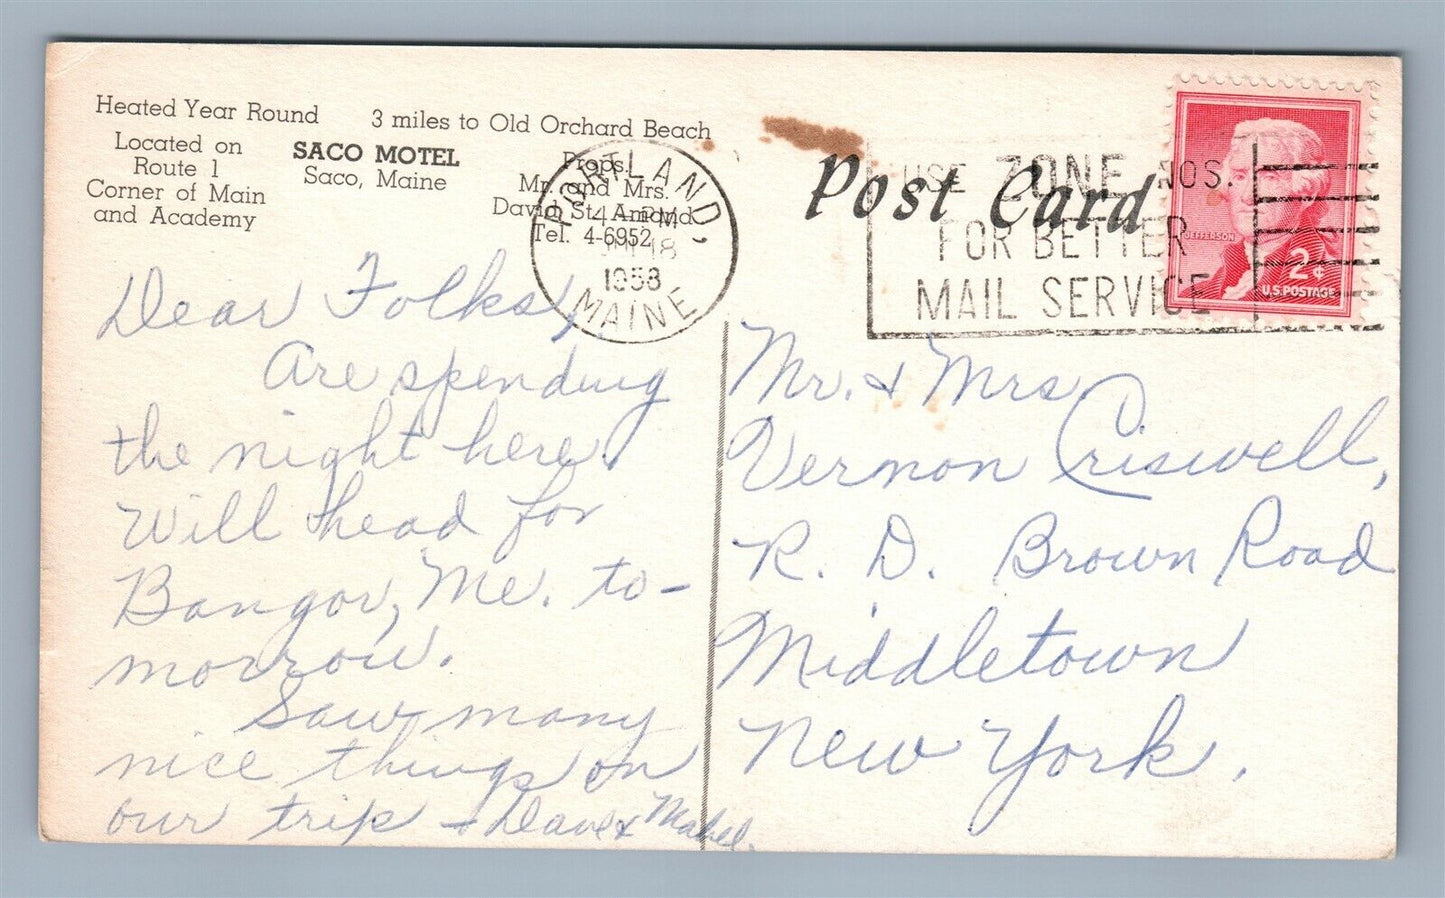 Heated Year Round 3 miles to Old Orchard Beach
Located on
Route 1
Corner of Main
and Academy
SACO MOTEL
Saco, Maine
Props.
Mr. and Mrs.
David St. Amand
Tel. 4-6952
Post Card
PORTLAND,
MAINE
4 - PM
18
1958
USE ZONE NOS.
FOR BETTER
MAIL SERVICE
JEFFERSON
2¢
U.S. POSTAGE
Dear Folks,
Are spending
the night here.
Will head for
Bangor, Me. to-
morrow.
Saw many
nice things on
our trip - Dave & Mabel.
Mr. & Mrs
Vernon Criswell,
R. D. Brown Road
Middletown
New York.